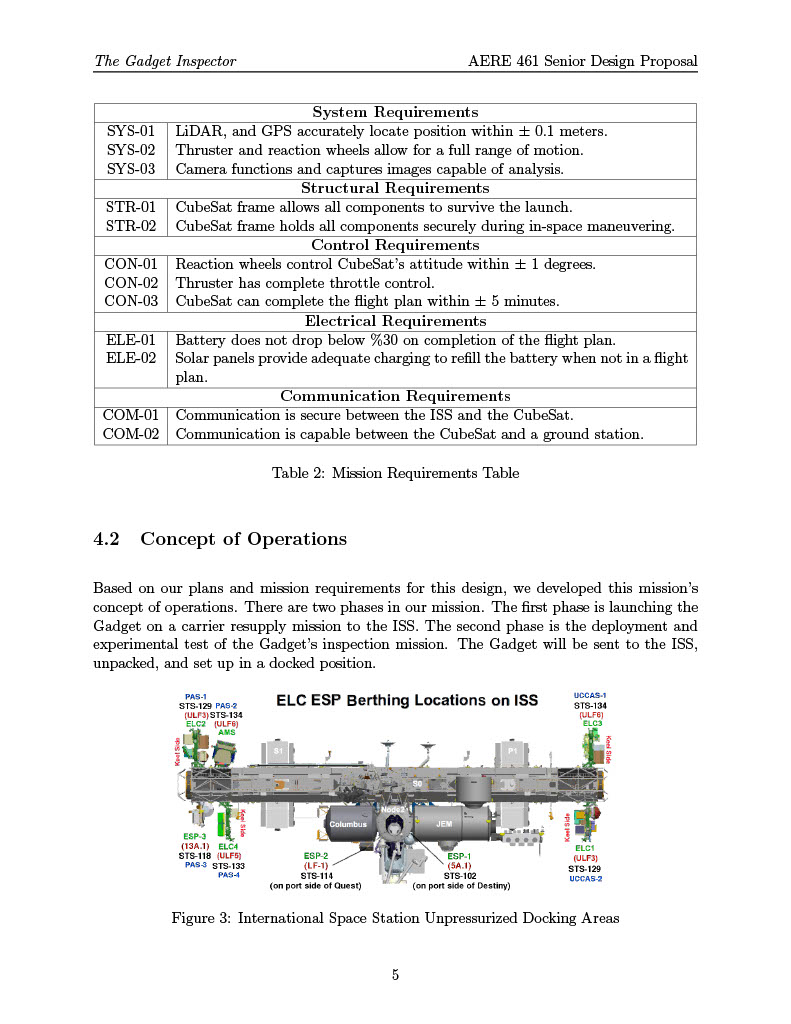 The Gadget Inspector AERE 461 Senior Design Proposal
System Requirements
SYS-01 LiDAR, and GPS accurately locate position within ± 0.1 meters.
SYS-02 Thruster and reaction wheels allow for a full range of motion.
SYS-03 Camera functions and captures images capable of analysis.
Structural Requirements
STR-01 CubeSat frame allows all components to survive the launch.
STR-02 CubeSat frame holds all components securely during in-space maneuvering.
Control Requirements
CON-01 Reaction wheels control CubeSat's attitude within ± 1 degrees.
CON-02 Thruster has complete throttle control.
CON-03 CubeSat can complete the flight plan within ± 5 minutes.
Electrical Requirements
ELE-01 Battery does not drop below %30 on completion of the flight plan.
ELE-02 Solar panels provide adequate charging to refill the battery when not in a flight
plan.
Communication Requirements
COM-01 Communication is secure between the ISS and the CubeSat.
COM-02 Communication is capable between the CubeSat and a ground station.
Table 2: Mission Requirements Table
4.2 Concept of Operations
Based on our plans and mission requirements for this design, we developed this mission's
concept of operations. There are two phases in our mission. The first phase is launching the
Gadget on a carrier resupply mission to the ISS. The second phase is the deployment and
experimental test of the Gadget's inspection mission. The Gadget will be sent to the ISS,
unpacked, and set up in a docked position.
ELC ESP Berthing Locations on ISS
PAS-1
STS-129 PAS-2
(ULF3) STS-134
ELC2 (ULF6)
AMS
Keel Side
UCCAS-1
STS-134
(ULF6)
ELC3
Keel Side
S1
P1
S0
Node2
Columbus
JEM
Keel Side
ESP-3
(13A.1) ELC4
STS-118 (ULF5)
PAS-3 STS-133
PAS-4
ESP-2
(LF-1)
STS-114
(on port side of Quest)
ESP-1
(5A.1)
STS-102
(on port side of Destiny)
Keel Side
ELC1
(ULF3)
STS-129
UCCAS-2
Figure 3: International Space Station Unpressurized Docking Areas
5